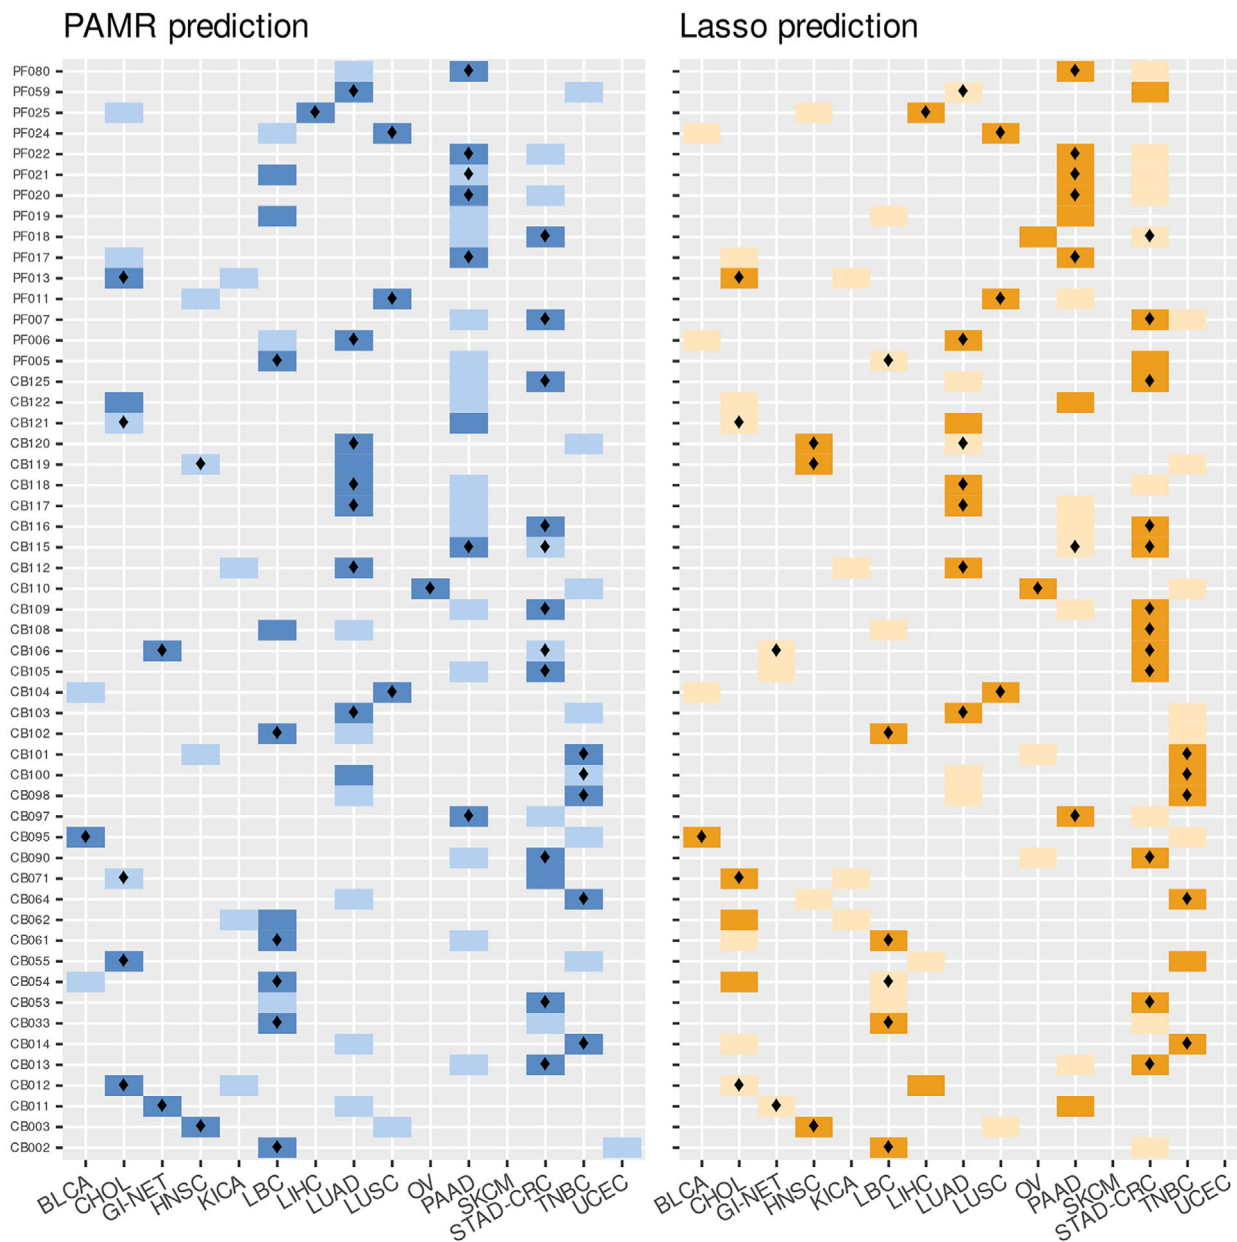 PAMR prediction
Lasso prediction
PF080
PF059
PF025
PF024
PF022
PF021
PF020
PF019
PF018
PF017
PF013
PF011
PF007
PF006
PF005
CB125
CB122
CB121
CB120
CB119
CB118
CB117
CB116
CB115
CB112
CB110
CB109
CB108
CB106
CB105
CB104
CB103
CB102
CB101
CB100
CB098
CB097
CB095
CB090
CB071
CB064
CB062
CB061
CB055
CB054
CB053
CB033
CB014
CB013
CB012
CB011
CB003
CB002
BLCA
CHOL
GI-NET
HNSC
KICA
LBC
LIHC
LUAD
LUSC
OV
PAAD
SKCM
STAD-CRC
TNBC
UCEC
BLCA
CHOL
GI-NET
HNSC
KICA
LBC
LIHC
LUAD
LUSC
OV
PAAD
SKCM
STAD-CRC
TNBC
UCEC